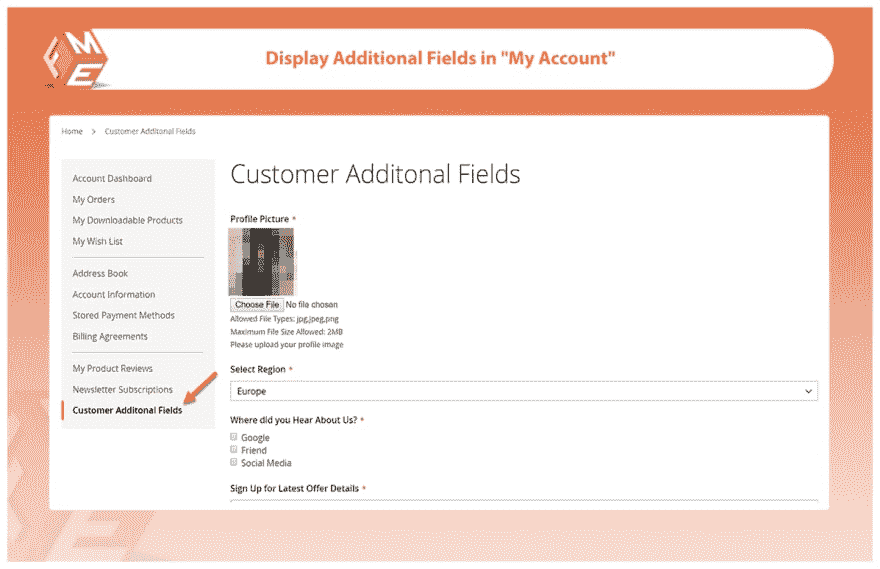 FME
Display Additional Fields in "My Account"
Home > Customer Additonal Fields
Account Dashboard
My Orders
My Downloadable Products
My Wish List
Address Book
Account Information
Stored Payment Methods
Billing Agreements
My Product Reviews
Newsletter Subscriptions
Customer Additonal Fields
Customer Additonal Fields
Profile Picture *
Choose File No file chosen
Allowed File Types: jpg,jpeg,png
Maximum File Size Allowed: 2MB
Please upload your profile image
Select Region *
Europe
Where did you Hear About Us? *
Google
Friend
Social Media
Sign Up for Latest Offer Details *